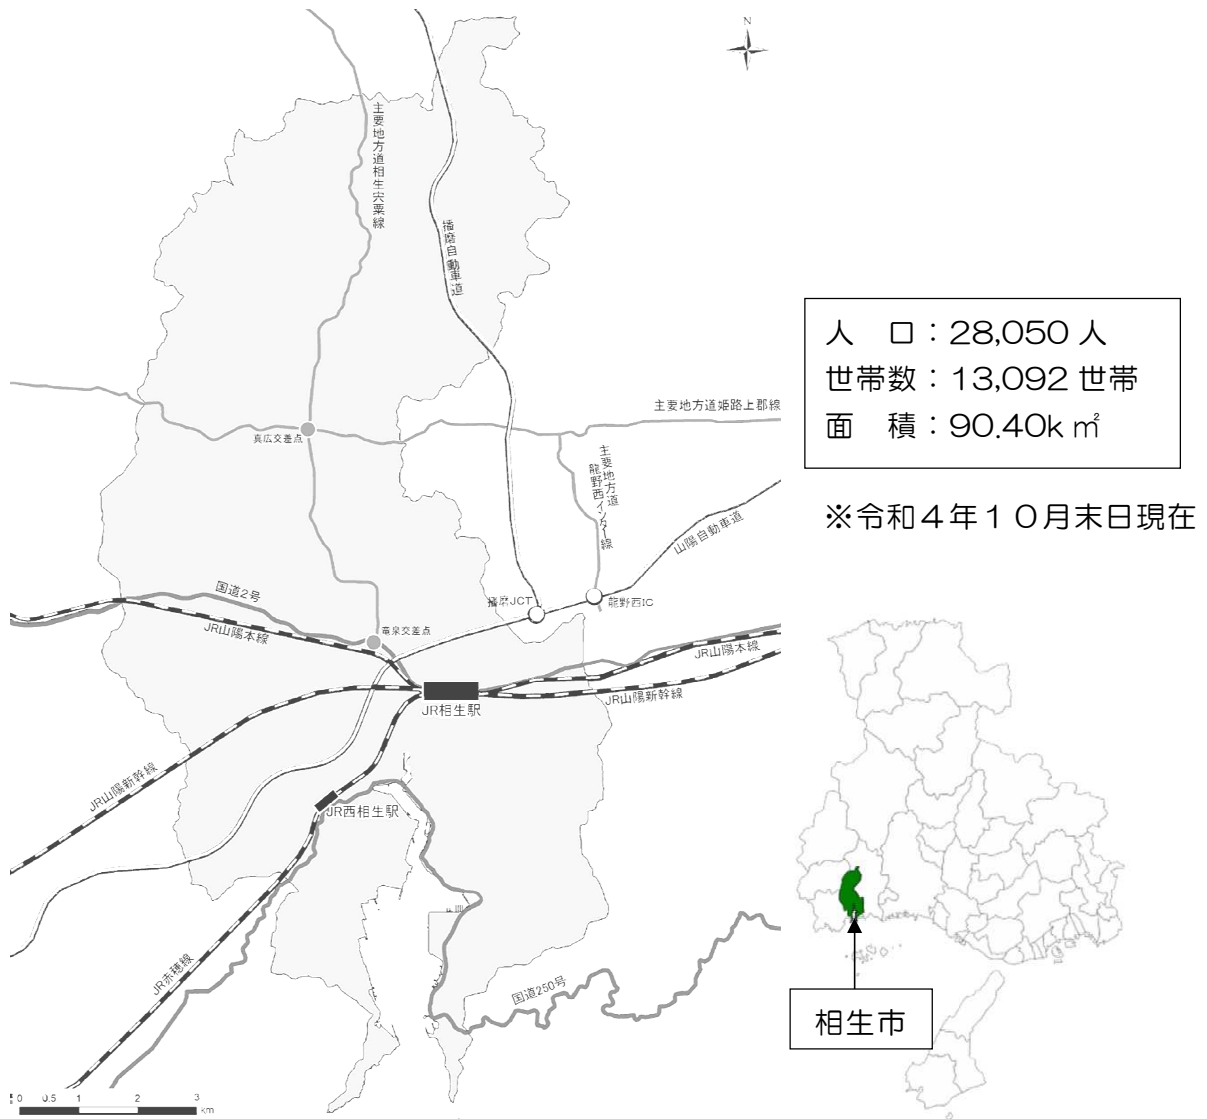 N
主要地方道相生宍粟線
播磨自動車道
人　口：28,050 人
世帯数：13,092 世帯
面　積：90.40k㎡
※令和４年１０月末日現在
主要地方道姫路上郡線
真広交差点
主要地方道
龍野西インター線
山陽自動車道
国道2号
播磨JCT
龍野西IC
JR山陽本線
竜泉交差点
JR山陽本線
JR山陽新幹線
JR相生駅
JR山陽新幹線
JR西相生駅
JR赤穂線
国道250号
相生市
0 0.5 1 2 3
km